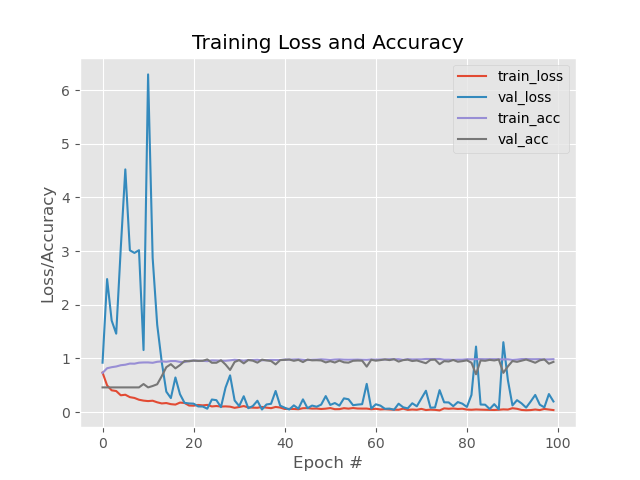 Training Loss and Accuracy
train_loss
val_loss
train_acc
val_acc
Loss/Accuracy
6
5
4
3
2
1
0
0 20 40 60 80 100
Epoch #